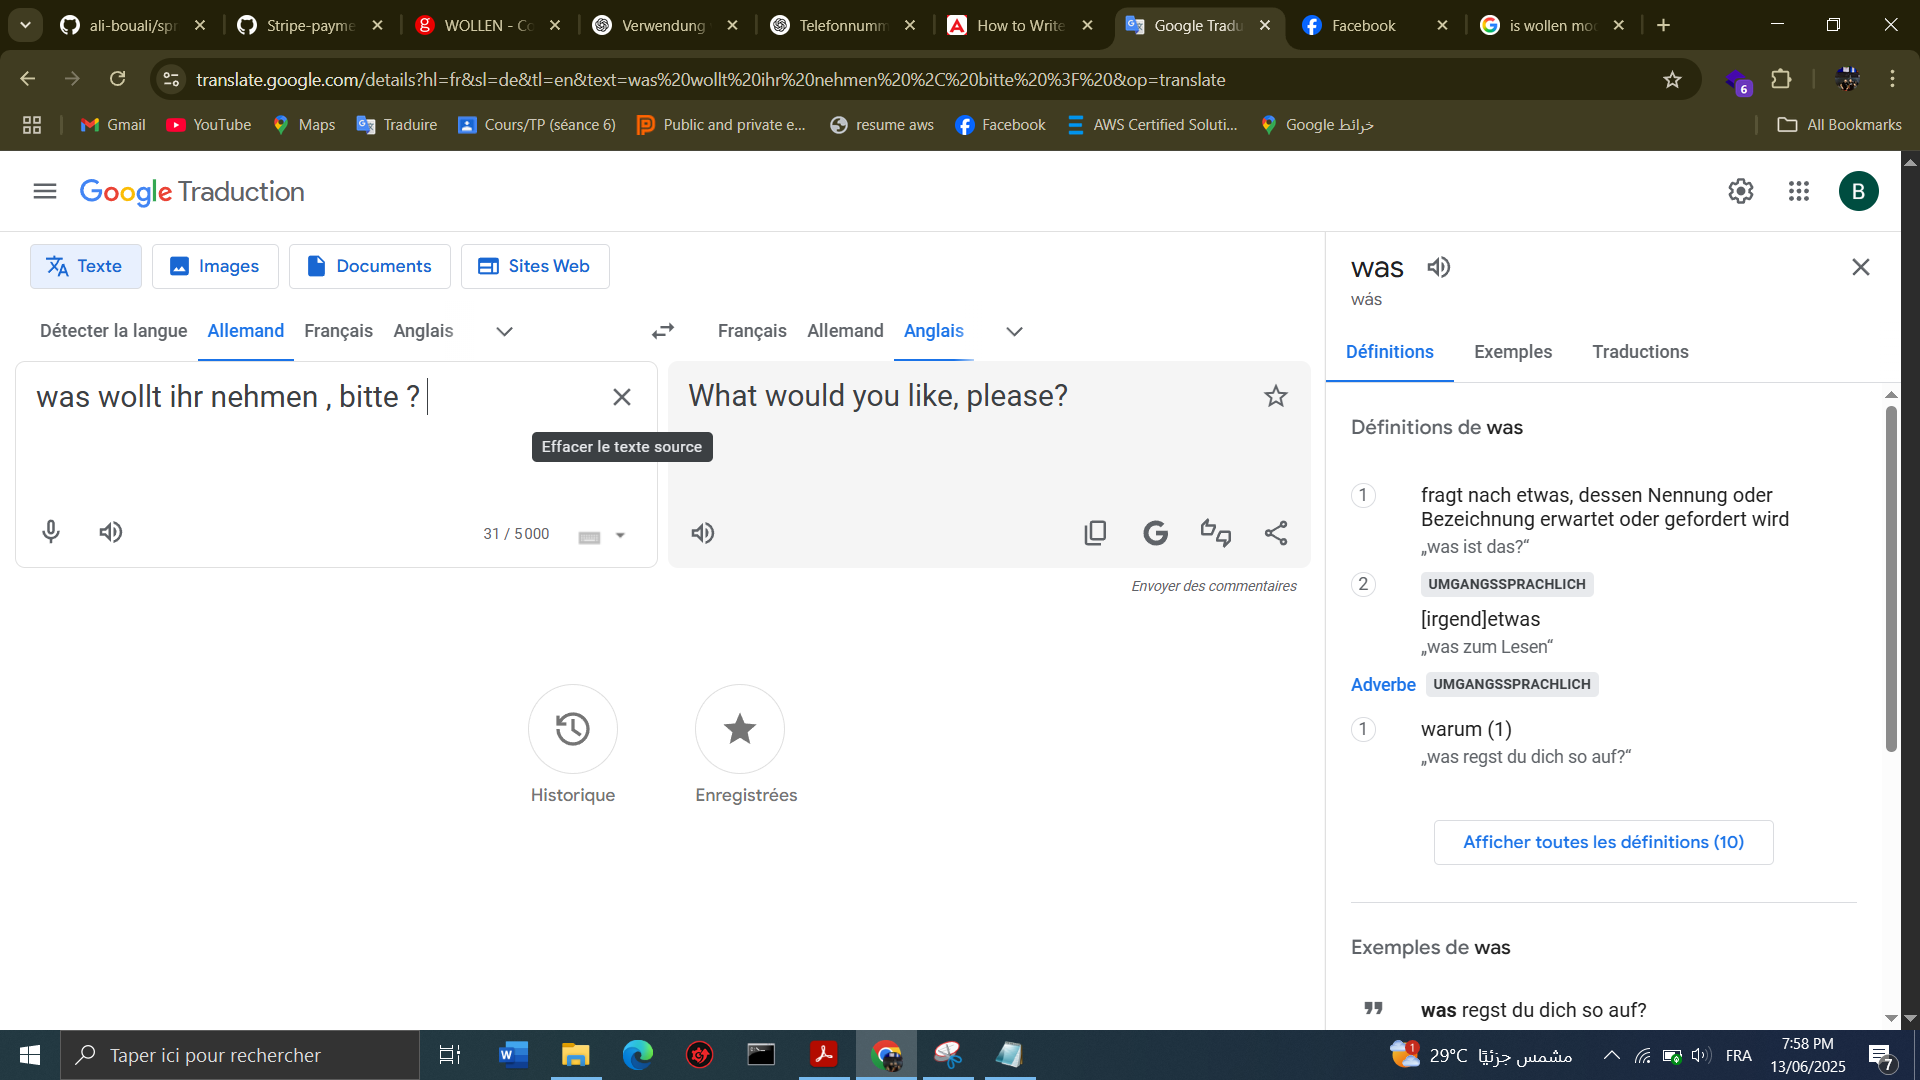 ali-bouali/spr
Stripe-payme
WOLLEN - Co
Verwendung
Telefonnumm
How to Write
Google Tradu
Facebook
is wollen mod
translate.google.com/details?hl=fr&sl=de&tl=en&text=was%20wollt%20ihr%20nehmen%20%2C%20bitte%20%3F%20&op=translate
6
Gmail
YouTube
Maps
Traduire
Cours/TP (séance 6)
Public and private e...
resume aws
Facebook
AWS Certified Soluti...
خرائط Google
All Bookmarks
Google Traduction
B
Texte
Images
Documents
Sites Web
Détecter la langue
Allemand
Français
Anglais
Français
Allemand
Anglais
was wollt ihr nehmen , bitte ?
What would you like, please?
Effacer le texte source
31 / 5 000
Envoyer des commentaires
Historique
Enregistrées
was
wás
Définitions
Exemples
Traductions
Définitions de was
1
fragt nach etwas, dessen Nennung oder
Bezeichnung erwartet oder gefordert wird
„was ist das?“
2
UMGANGSSPRACHLICH
[irgend]etwas
„was zum Lesen“
Adverbe UMGANGSSPRACHLICH
1
warum (1)
„was regst du dich so auf?“
Afficher toutes les définitions (10)
Exemples de was
was regst du dich so auf?
Taper ici pour rechercher
1
29°C مشمس جزئيًا
FRA
7:58 PM
13/06/2025
7